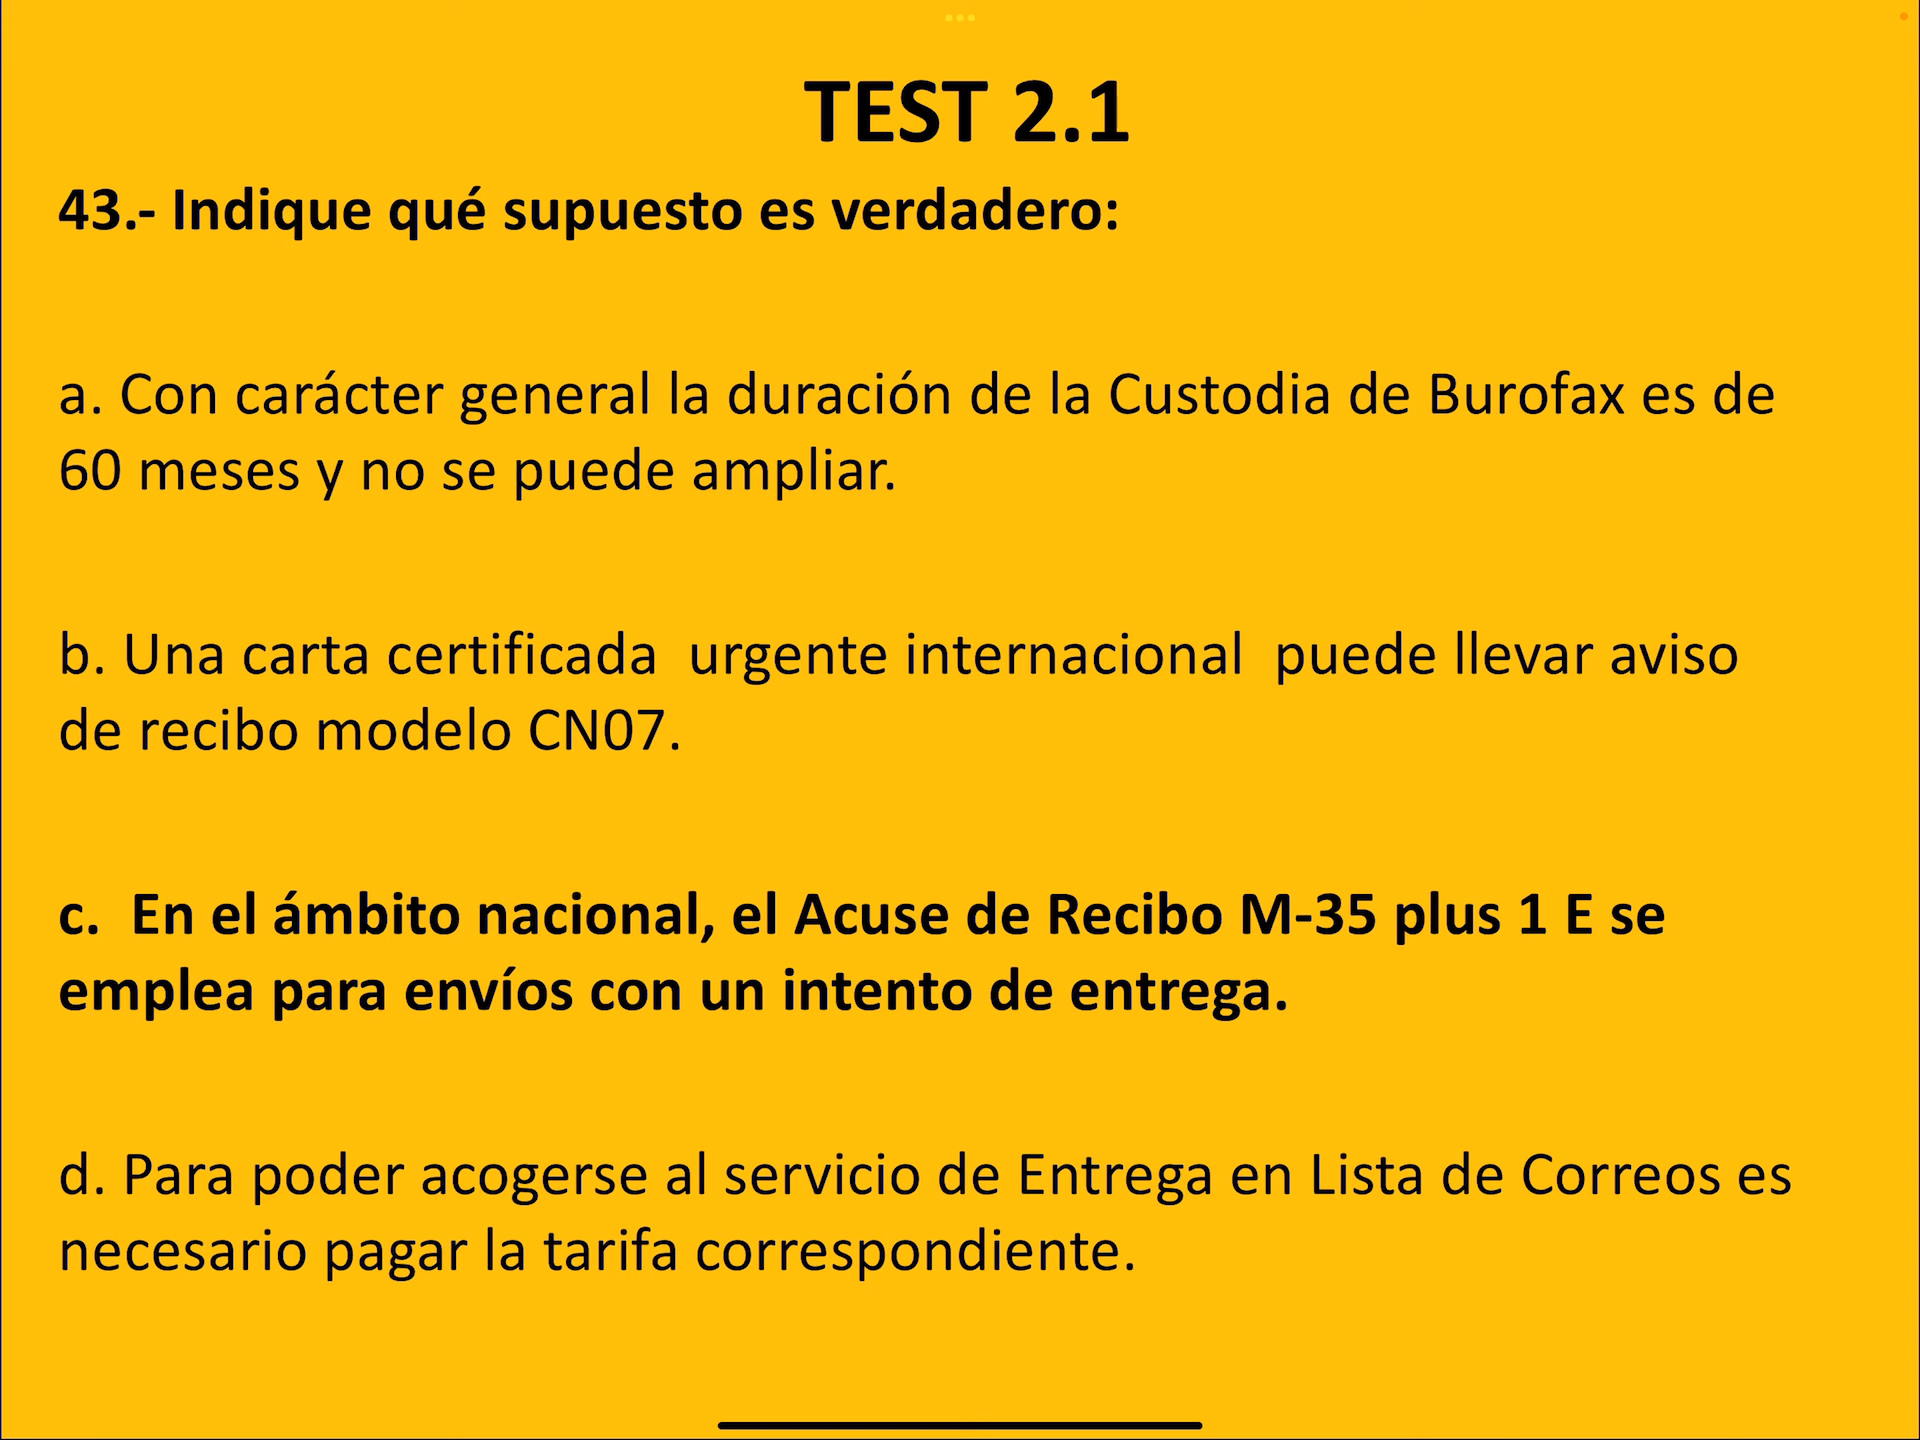 TEST 2.1
43.- Indique qué supuesto es verdadero:
a. Con carácter general la duración de la Custodia de Burofax es de
60 meses y no se puede ampliar.
b. Una carta certificada  urgente internacional  puede llevar aviso
de recibo modelo CN07.
c.  En el ámbito nacional, el Acuse de Recibo M-35 plus 1 E se
emplea para envíos con un intento de entrega.
d. Para poder acogerse al servicio de Entrega en Lista de Correos es
necesario pagar la tarifa correspondiente.